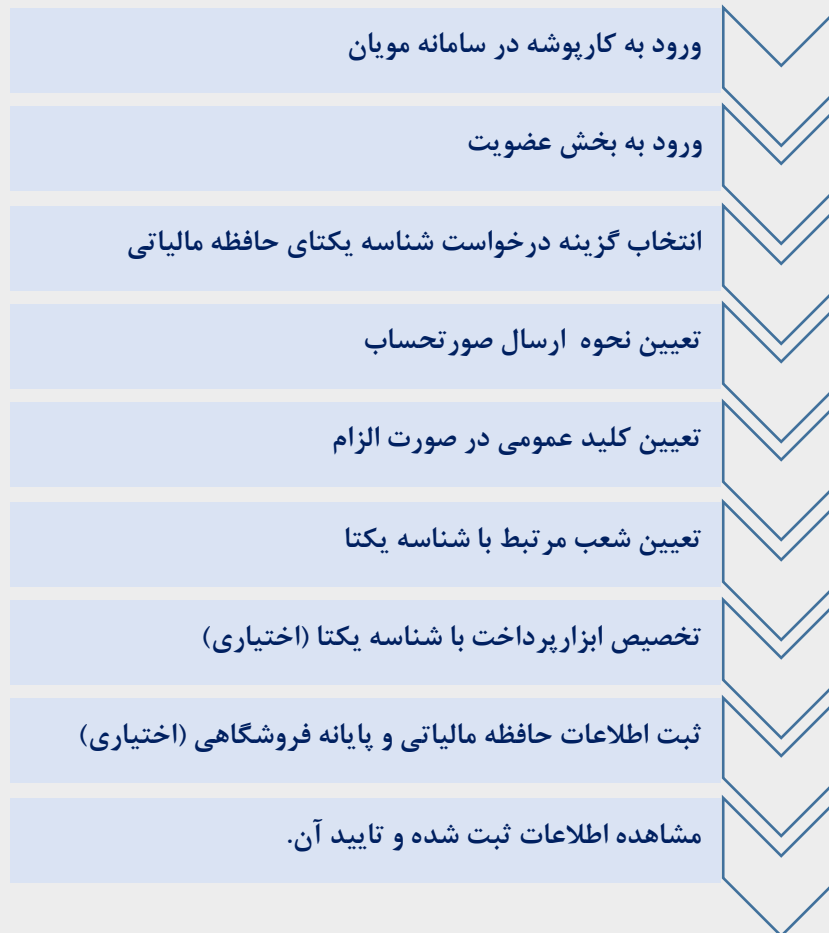 ورود به کارپوشه در سامانه مویان
ورود به بخش عضویت
انتخاب گزینه درخواست شناسه یکتای حافظه مالیاتی
تعیین نحوه ارسال صورتحساب
تعیین کلید عمومی در صورت الزام
تعیین شعب مرتبط با شناسه یکتا
تخصیص ابزارپرداخت با شناسه یکتا (اختیاری)
ثبت اطلاعات حافظه مالیاتی و پایانه فروشگاهی (اختیاری)
مشاهده اطلاعات ثبت شده و تایید آن.